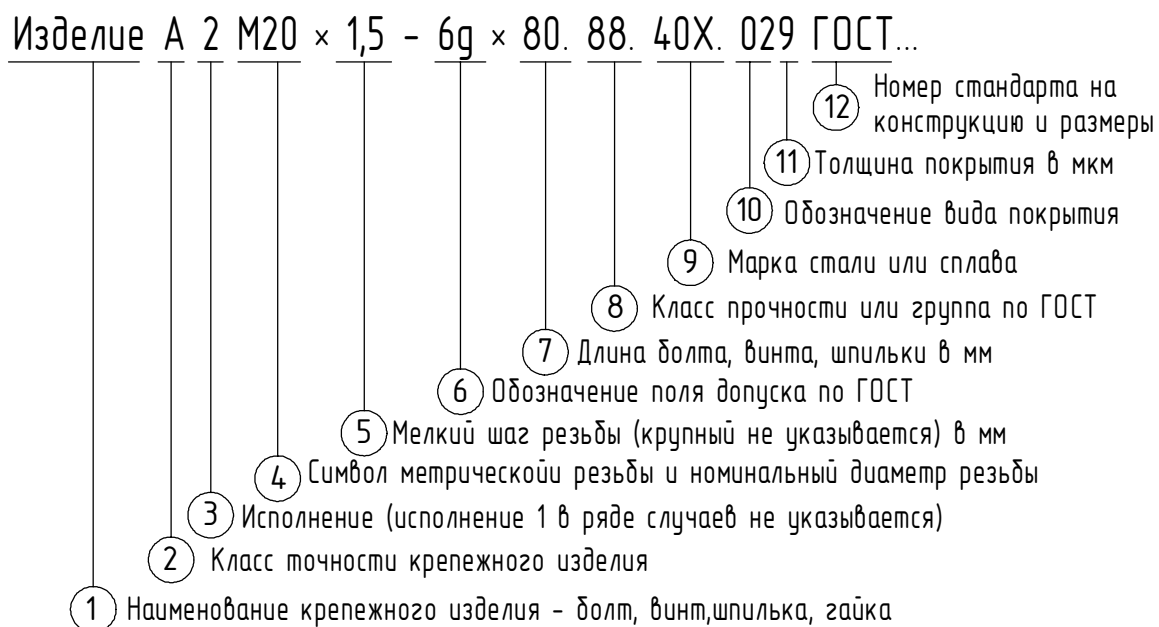 Изделие А 2 М20 × 1,5 - 6g × 80. 88. 40Х. 029 ГОСТ...
12 Номер стандарта на
конструкцию и размеры
11 Толщина покрытия в мкм
10 Обозначение вида покрытия
9 Марка стали или сплава
8 Класс прочности или группа по ГОСТ
7 Длина болта, винта, шпильки в мм
6 Обозначение поля допуска по ГОСТ
5 Мелкий шаг резьбы (крупный не указывается) в мм
4 Символ метрическойи резьбы и номинальный диаметр резьбы
3 Исполнение (исполнение 1 в ряде случаев не указывается)
2 Класс точности крепежного изделия
1 Наименование крепежного изделия - болт, винт,шпилька, гайка